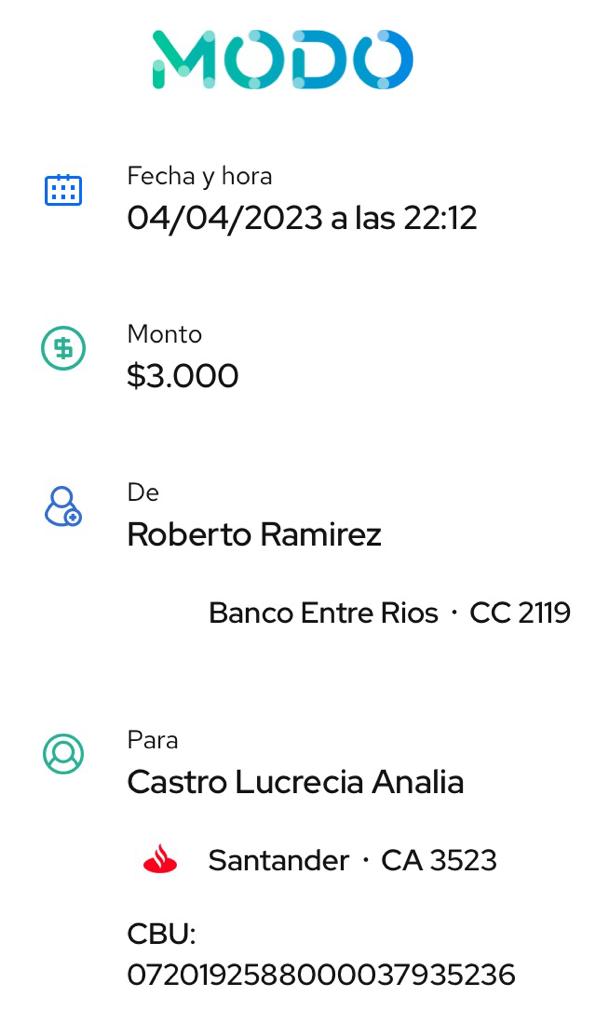 MODO
Fecha y hora
04/04/2023 a las 22:12
Monto
$3.000
De
Roberto Ramirez
Banco Entre Rios · CC 2119
Para
Castro Lucrecia Analia
Santander · CA 3523
CBU:
0720192588000037935236